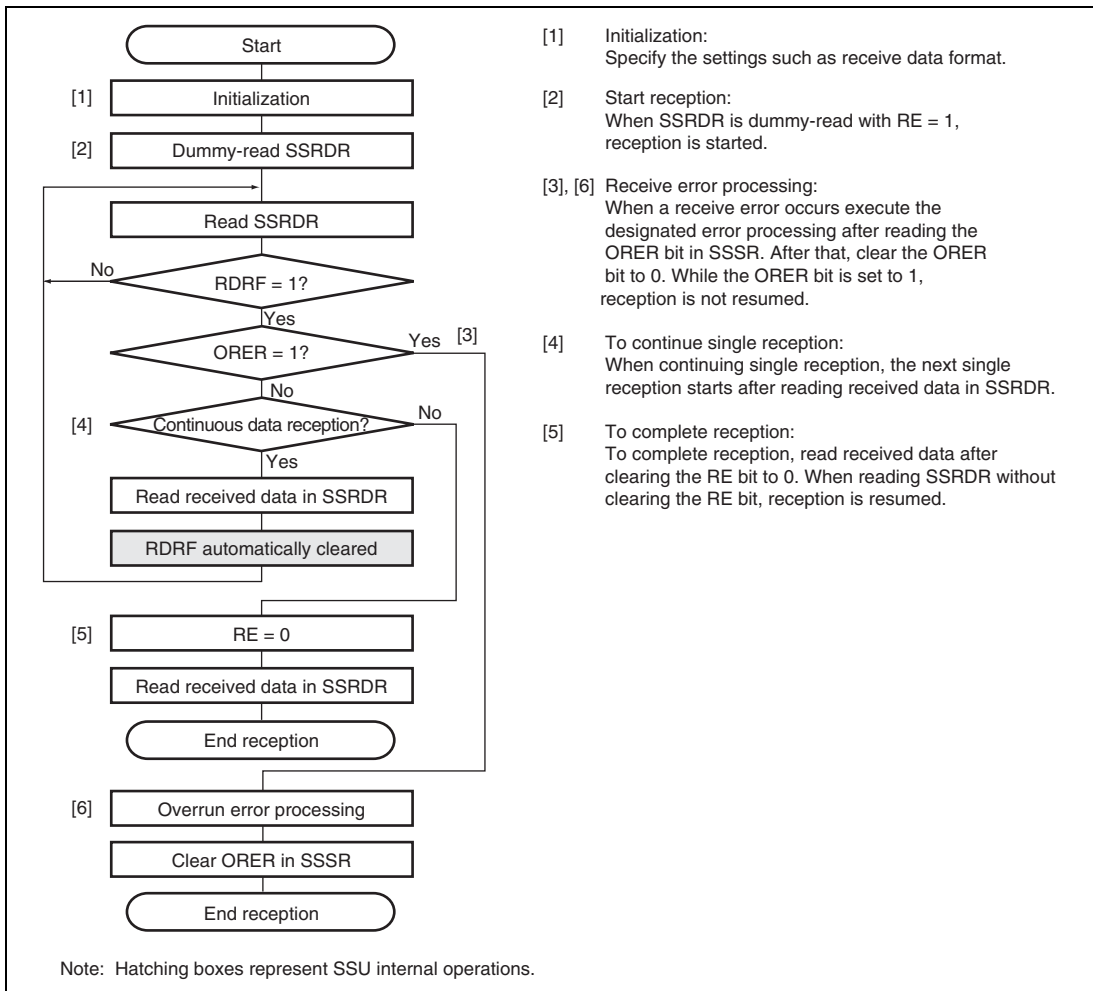 Start
[1] Initialization
[2] Dummy-read SSRDR
Read SSRDR
No
RDRF = 1?
Yes
Yes [3]
ORER = 1?
No
No
[4] Continuous data reception?
Yes
Read received data in SSRDR
RDRF automatically cleared
[5] RE = 0
Read received data in SSRDR
End reception
[6] Overrun error processing
Clear ORER in SSSR
End reception
[1] Initialization:
Specify the settings such as receive data format.
[2] Start reception:
When SSRDR is dummy-read with RE = 1,
reception is started.
[3], [6] Receive error processing:
When a receive error occurs execute the
designated error processing after reading the
ORER bit in SSSR. After that, clear the ORER
bit to 0. While the ORER bit is set to 1,
reception is not resumed.
[4] To continue single reception:
When continuing single reception, the next single
reception starts after reading received data in SSRDR.
[5] To complete reception:
To complete reception, read received data after
clearing the RE bit to 0. When reading SSRDR without
clearing the RE bit, reception is resumed.
Note: Hatching boxes represent SSU internal operations.